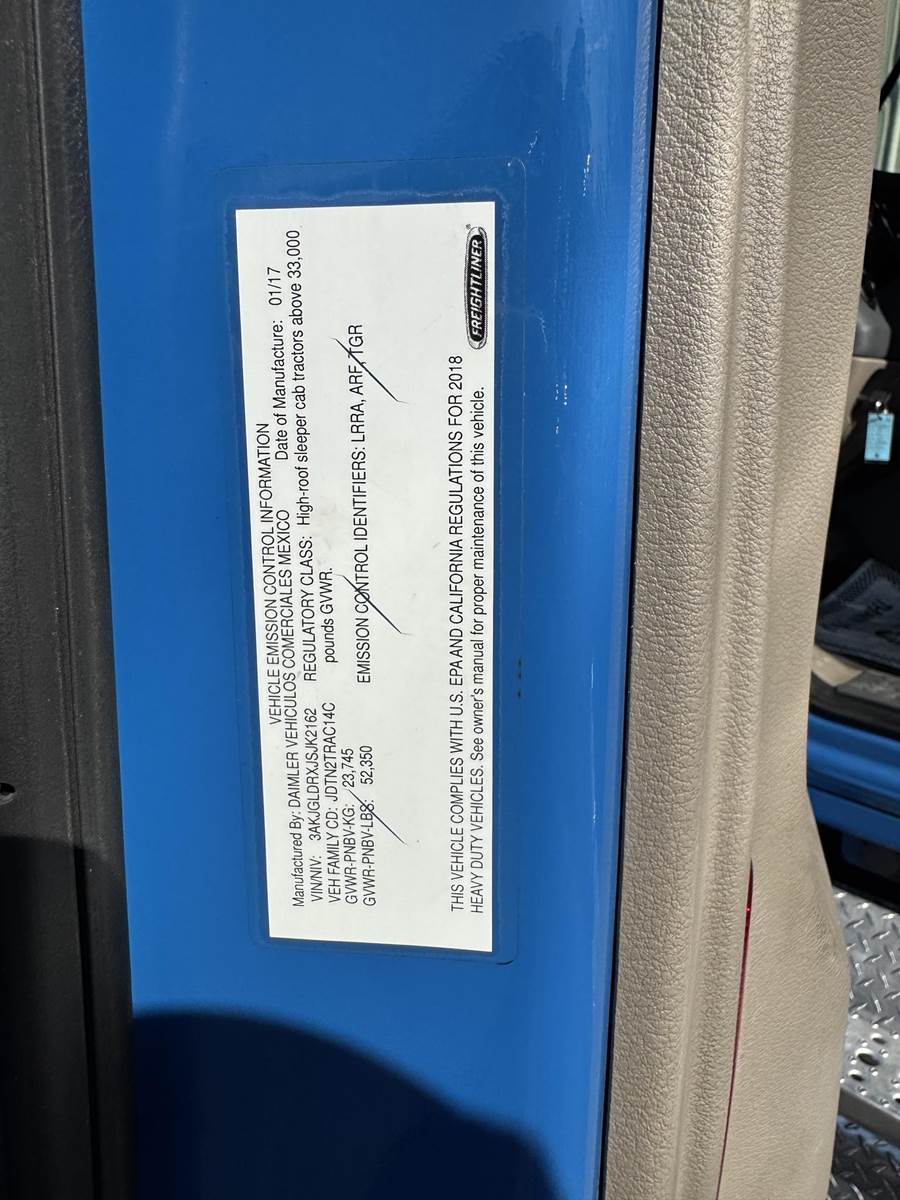 VEHICLE EMISSION CONTROL INFORMATION
Manufactured By: DAIMLER VEHICULOS COMERCIALES MEXICO Date of Manufacture: 01/17
VIN/NIV: 3AKJGLDRXJSJK2162 REGULATORY CLASS: High-roof sleeper cab tractors above 33,000
VEH FAMILY CD: JDTN2TRAC14C pounds GVWR.
GVWR-PNBV-KG: 23,745
GVWR-PNBV-LBS: 52,350 EMISSION CONTROL IDENTIFIERS: LRRA, ARF, TGR
THIS VEHICLE COMPLIES WITH U.S. EPA AND CALIFORNIA REGULATIONS FOR 2018
HEAVY DUTY VEHICLES. See owner's manual for proper maintenance of this vehicle.
FREIGHTLINER®